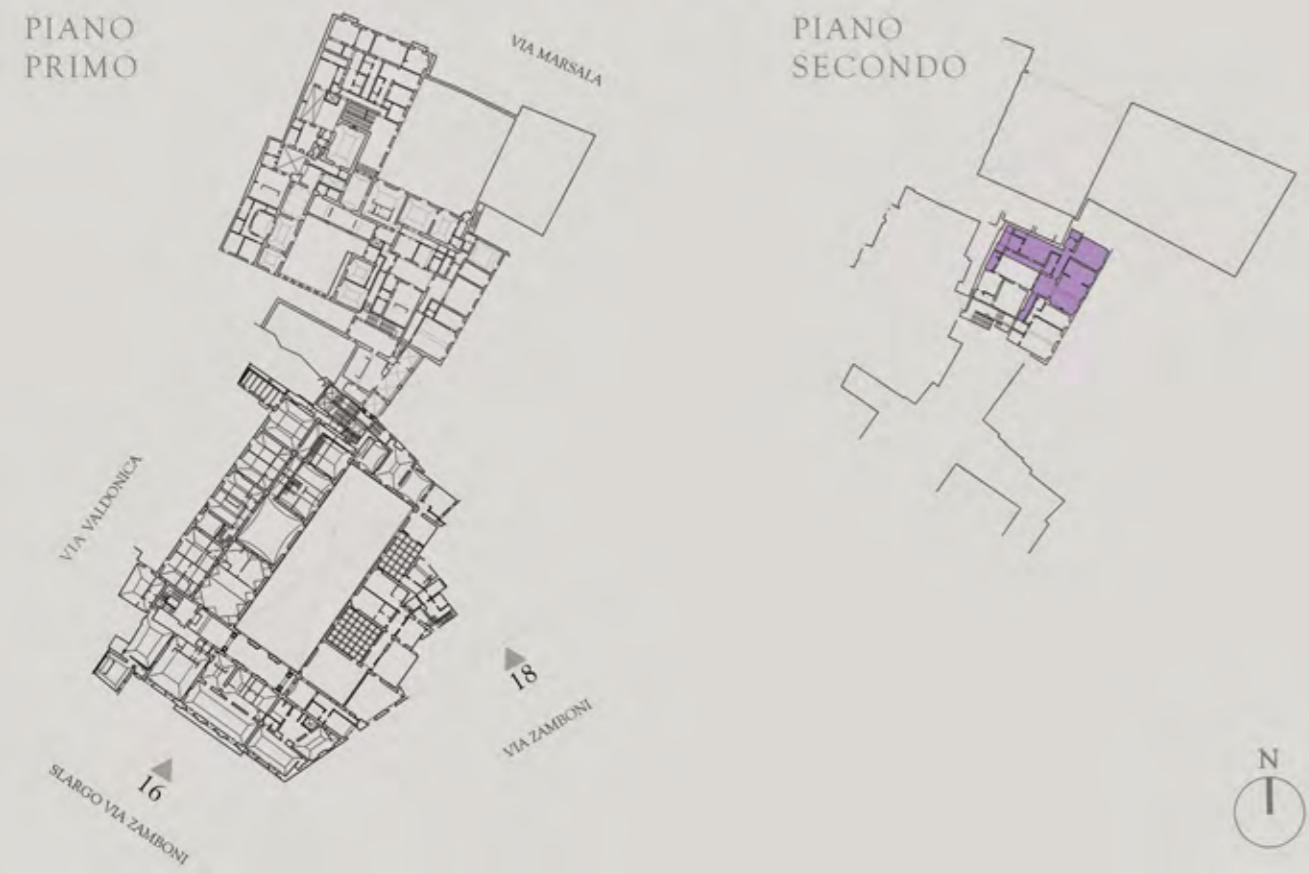 PIANO
PRIMO
VIA MARSALA
VIA VALDONICA
18
VIA ZAMBONI
16
SLARGO VIA ZAMBONI
PIANO
SECONDO
N